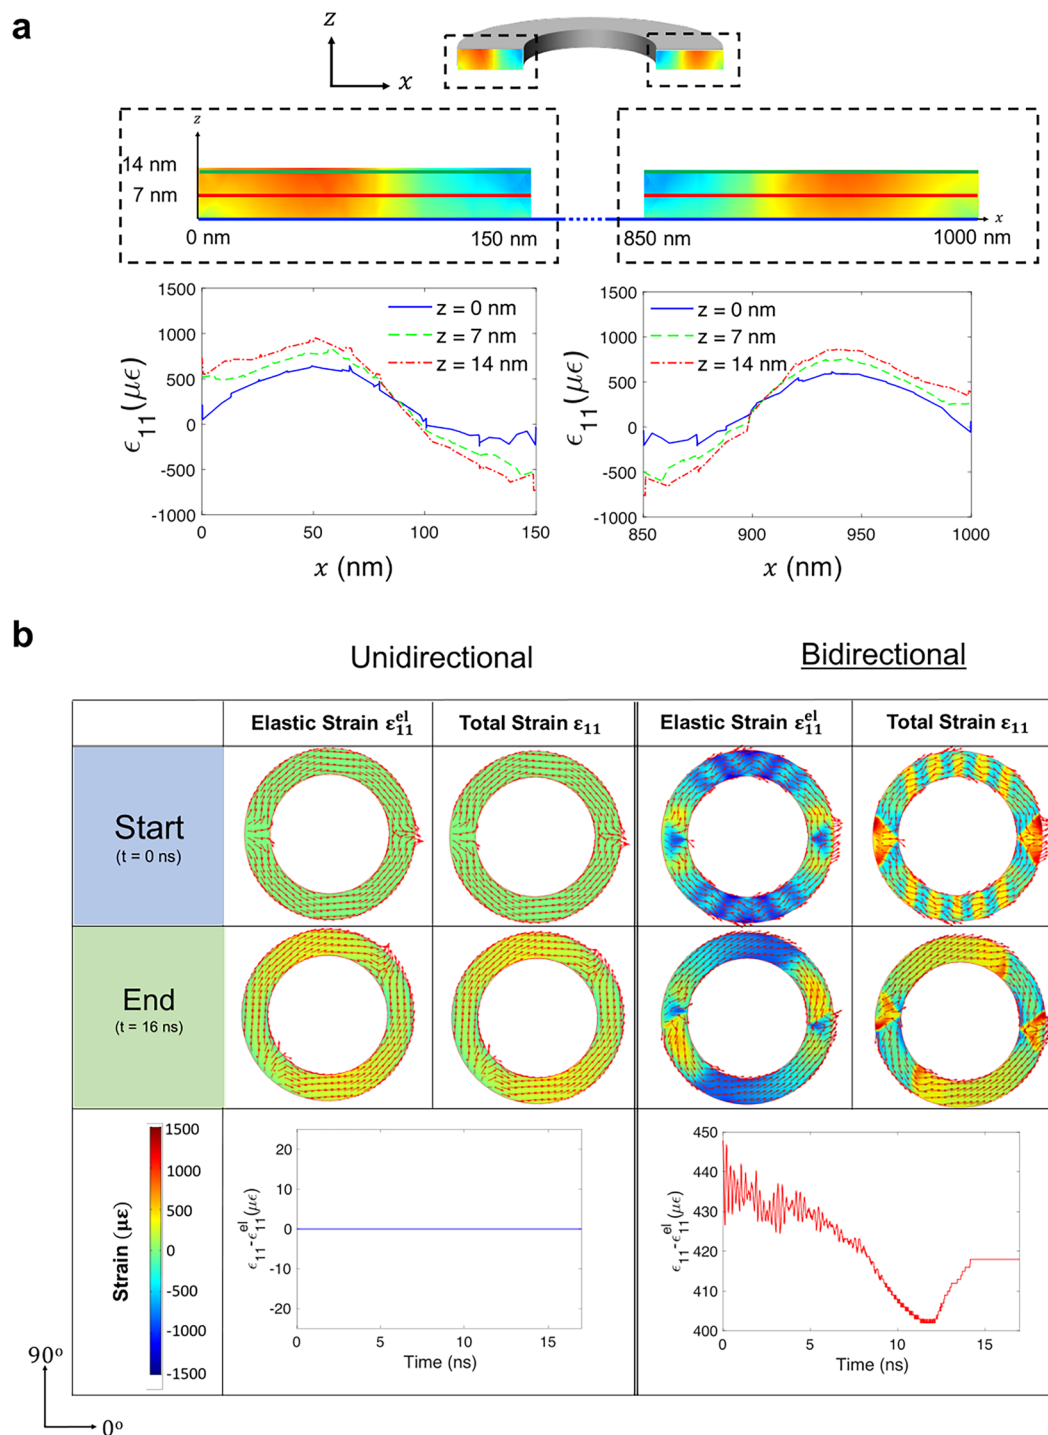 a
z
x
z
14 nm
7 nm
x
0 nm
150 nm
850 nm
1000 nm
1500
1000
500
0
-500
-1000
ϵ11(μϵ)
z = 0 nm
z = 7 nm
z = 14 nm
0
50
100
150
x (nm)
1500
1000
500
0
-500
-1000
ϵ11(μϵ)
z = 0 nm
z = 7 nm
z = 14 nm
850
900
950
1000
x (nm)
b
Unidirectional
Bidirectional
Elastic Strain ε₁₁ᵉˡ
Total Strain ε₁₁
Elastic Strain ε₁₁ᵉˡ
Total Strain ε₁₁
Start
(t = 0 ns)
End
(t = 16 ns)
Strain (με)
1500
1000
500
0
-500
-1000
-1500
90º
0º
ϵ₁₁-ϵ₁₁ᵉˡ(μϵ)
20
10
0
-10
-20
0
5
10
15
Time (ns)
ϵ₁₁-ϵ₁₁ᵉˡ(μϵ)
450
440
430
420
410
400
0
5
10
15
Time (ns)